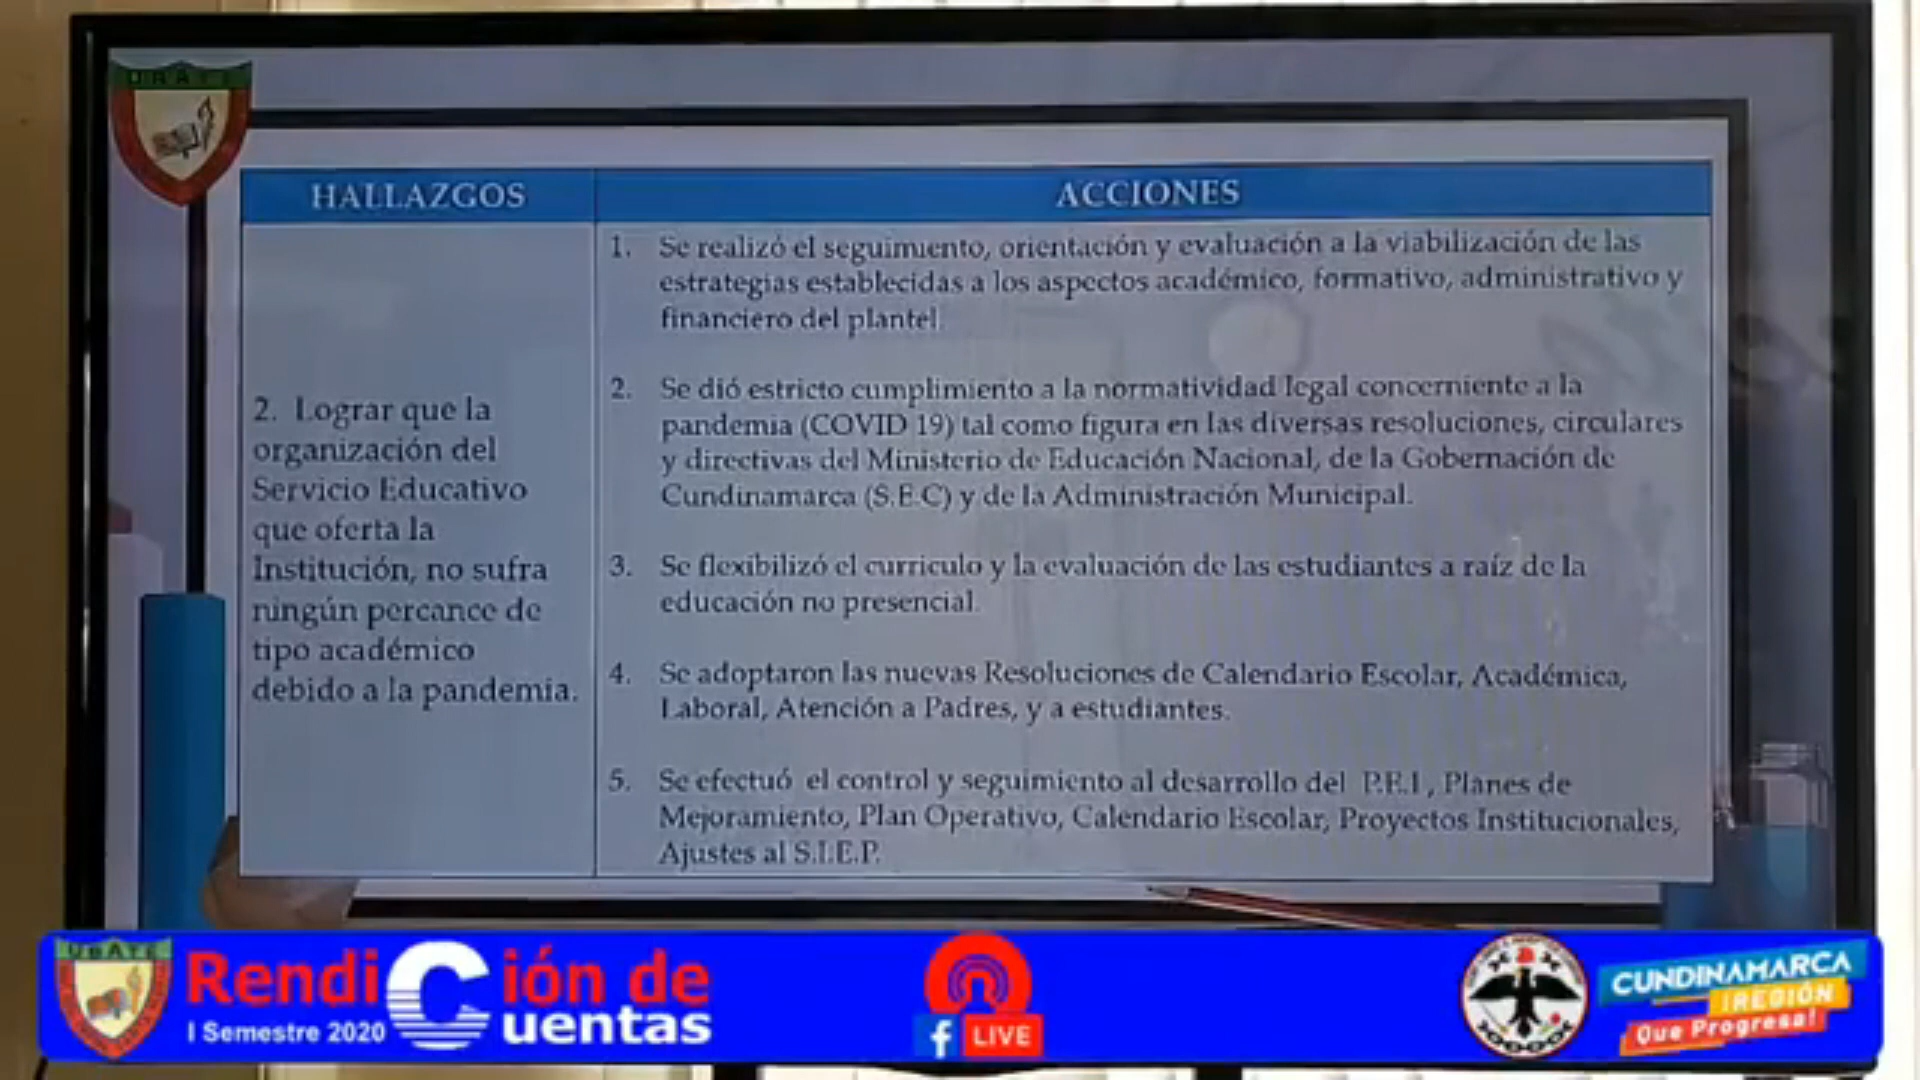 UBATE
HALLAZGOS
ACCIONES
2. Lograr que la
organización del
Servicio Educativo
que oferta la
Institución, no sufra
ningún percance de
tipo académico
debido a la pandemia.
1. Se realizó el seguimiento, orientación y evaluación a la viabilización de las
estrategias establecidas a los aspectos académico, formativo, administrativo y
financiero del plantel.
2. Se dió estricto cumplimiento a la normatividad legal concerniente a la
pandemia (COVID 19) tal como figura en las diversas resoluciones, circulares
y directivas del Ministerio de Educación Nacional, de la Gobernación de
Cundinamarca (S.E.C) y de la Administración Municipal.
3. Se flexibilizó el curriculo y la evaluación de las estudiantes a raíz de la
educación no presencial.
4. Se adoptaron las nuevas Resoluciones de Calendario Escolar, Académica,
Laboral, Atención a Padres, y a estudiantes.
5. Se efectuó el control y seguimiento al desarrollo del P.E.I , Planes de
Mejoramiento, Plan Operativo, Calendario Escolar, Proyectos Institucionales,
Ajustes al S.I.E.P.
UBATE
Rendición de
Cuentas
I Semestre 2020
f LIVE
CUNDINAMARCA
¡REGIÓN
Que Progresa!